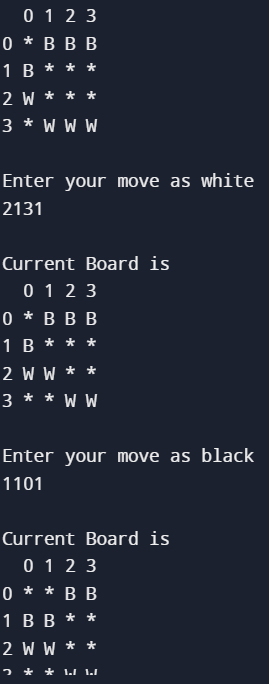 0 1 2 3
0 * B B B
1 B * * *
2 W * * *
3 * W W W
Enter your move as white
2131
Current Board is
  0 1 2 3
0 * B B B
1 B * * *
2 W W * *
3 * * W W
Enter your move as black
1101
Current Board is
  0 1 2 3
0 * * B B
1 B B * *
2 W W * *
3 * * W W